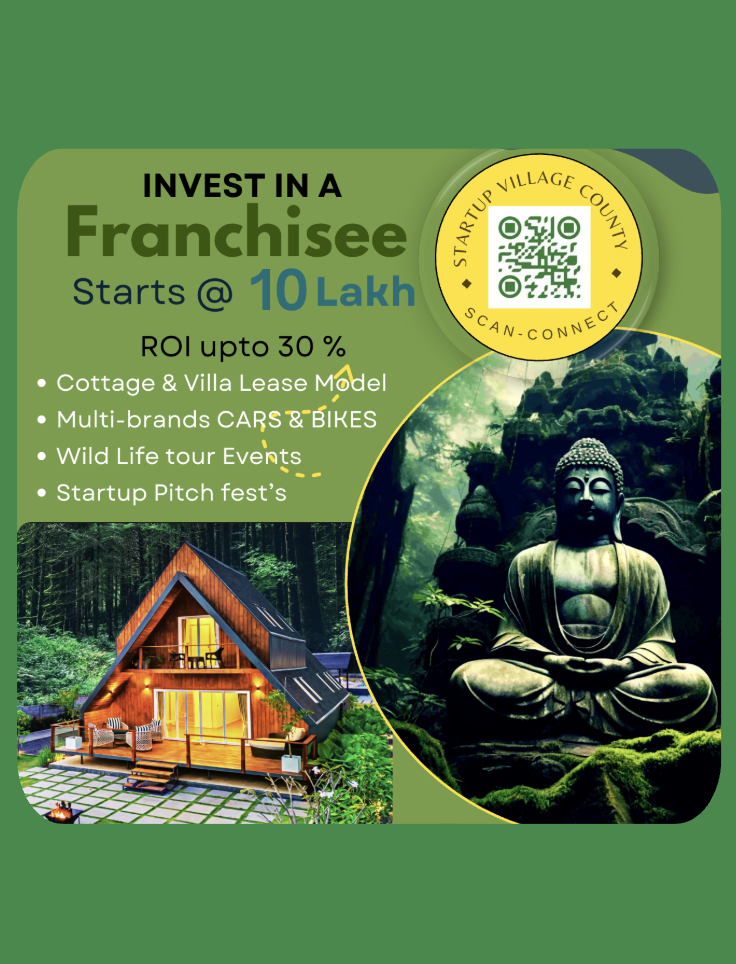 INVEST IN A
Franchisee
Starts @ 10 Lakh
ROI upto 30 %
• Cottage & Villa Lease Model
• Multi-brands CARS & BIKES
• Wild Life tour Events
• Startup Pitch fest’s
STARTUP VILLAGE COUNTY
SCAN-CONNECT